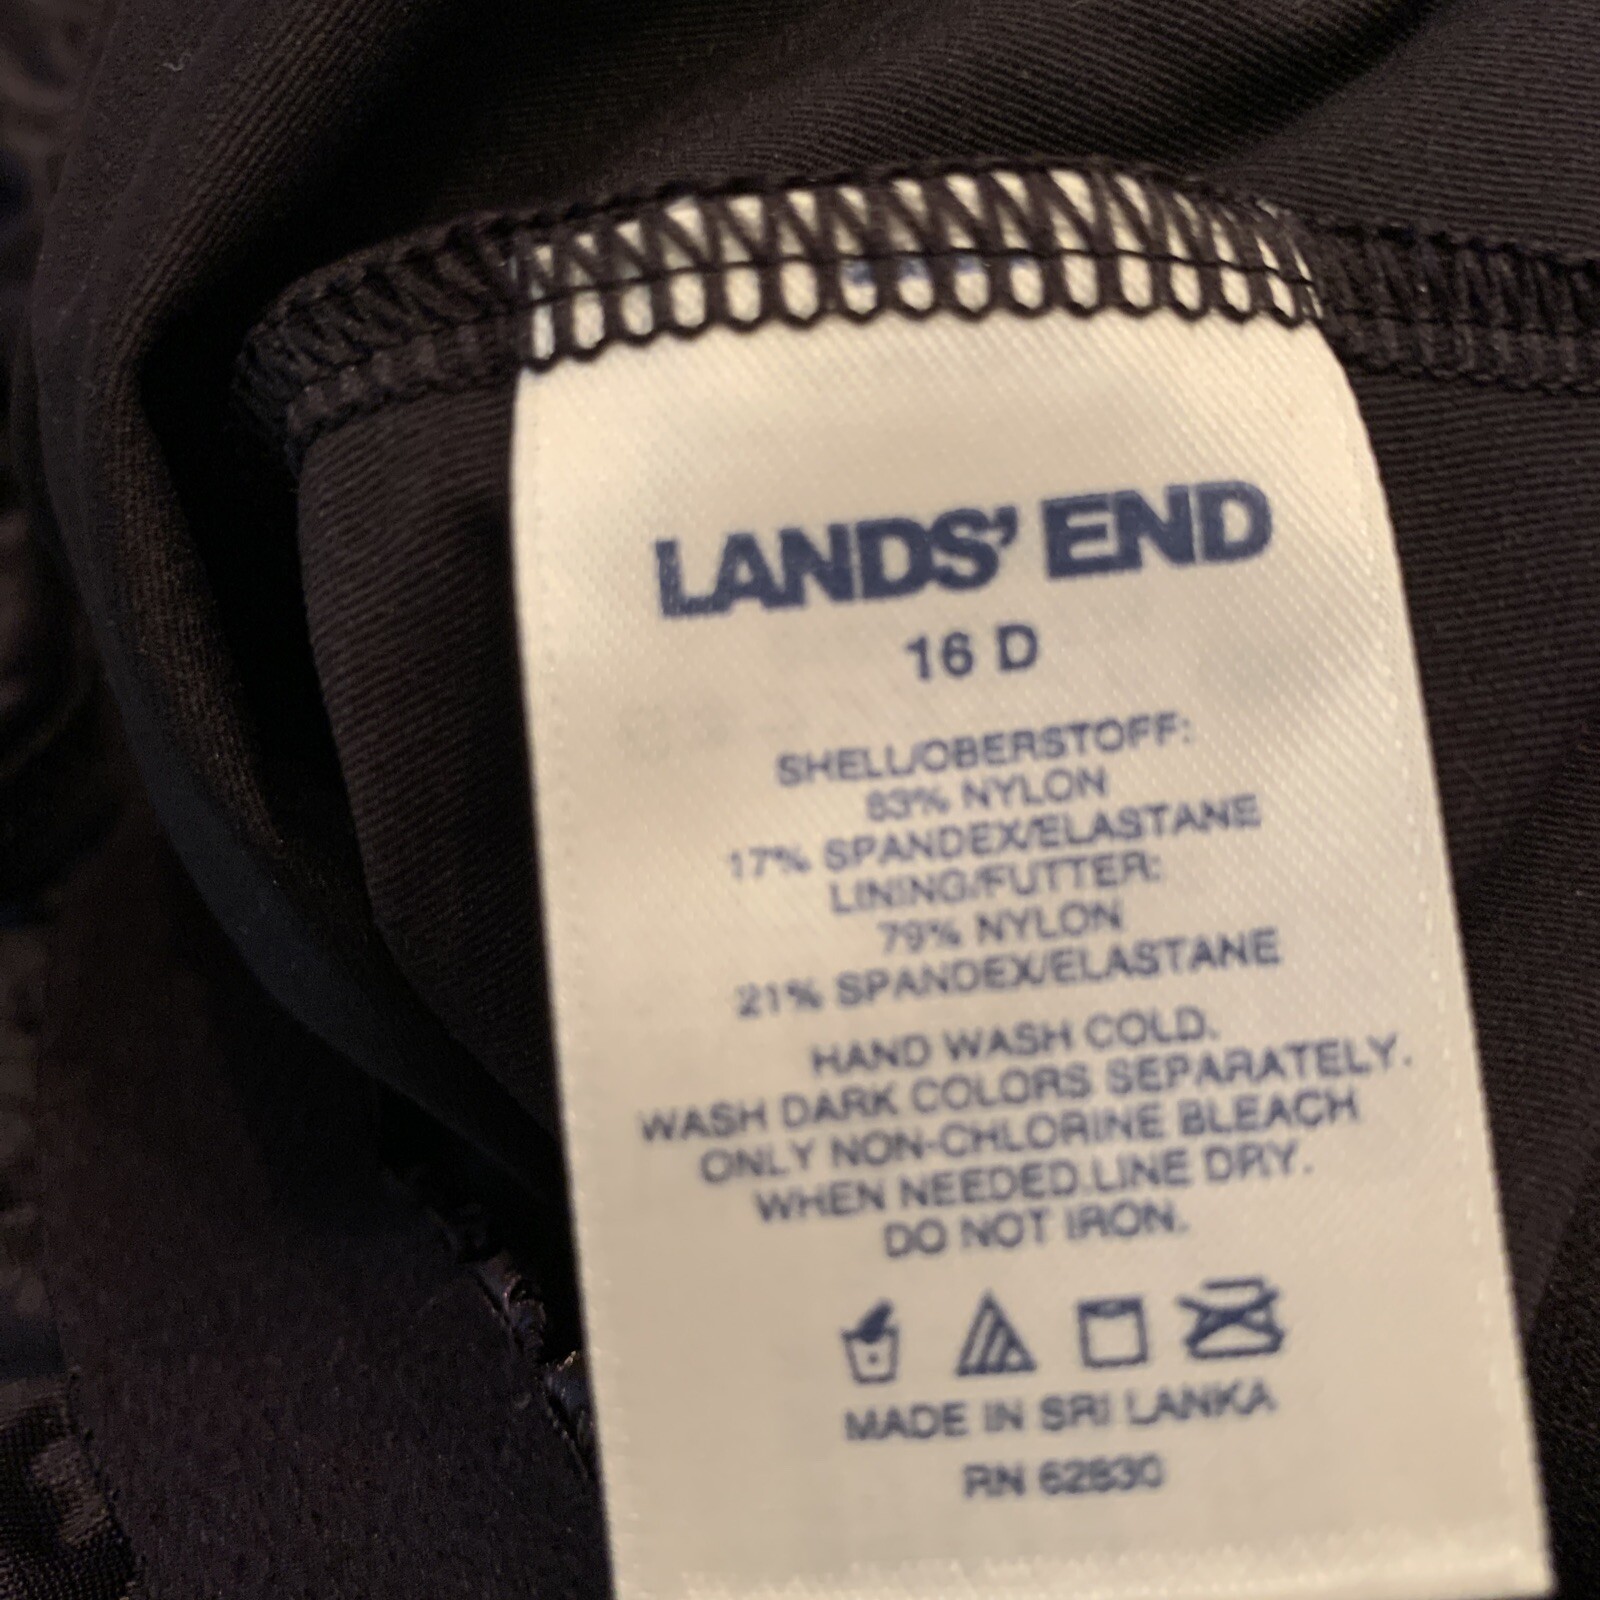 LANDS' END
16 D
SHELL/OBERSTOFF:
83% NYLON
17% SPANDEX/ELASTANE
LINING/FUTTER:
79% NYLON
21% SPANDEX/ELASTANE
HAND WASH COLD.
WASH DARK COLORS SEPARATELY.
ONLY NON-CHLORINE BLEACH
WHEN NEEDED.LINE DRY.
DO NOT IRON.
MADE IN SRI LANKA
RN 62830